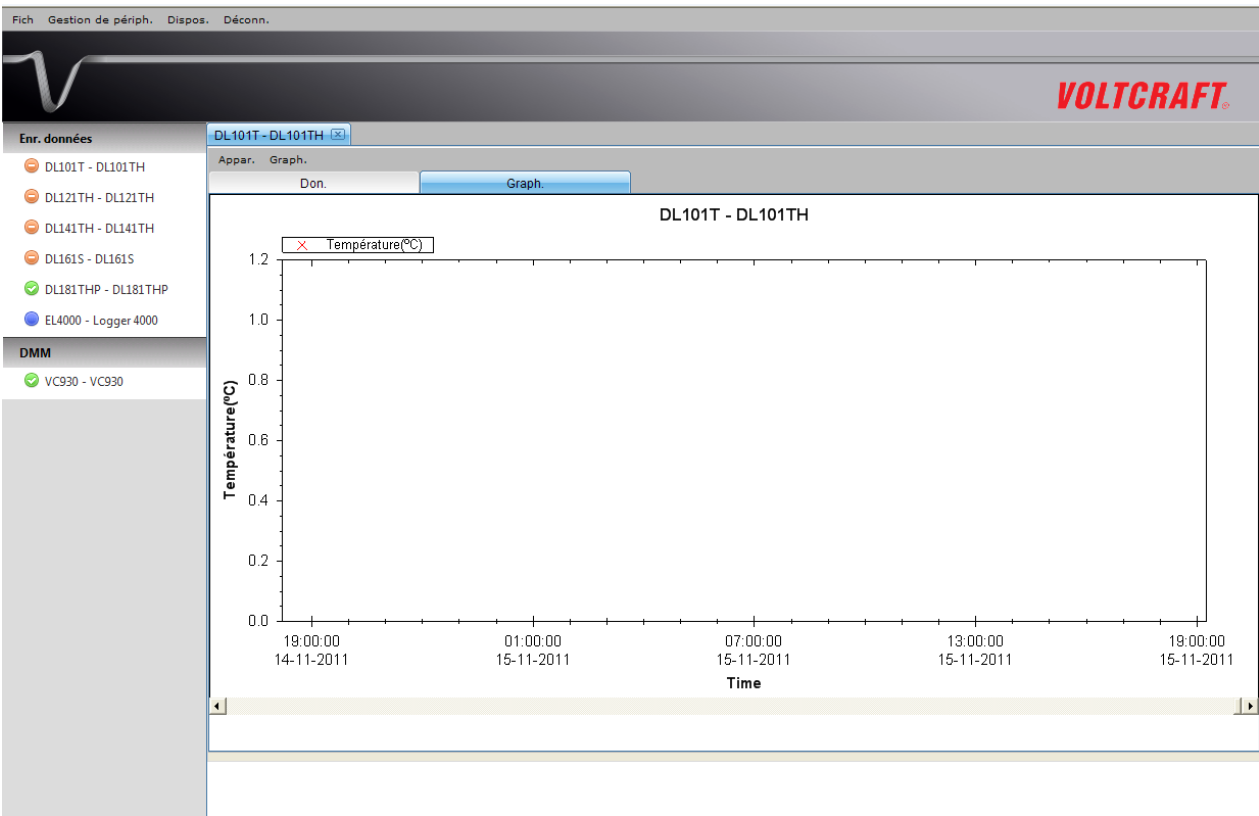 Fich Gestion de périph. Dispos. Déconn.
VOLTCRAFT®
Enr. données
DL101T - DL101TH
DL121TH - DL121TH
DL141TH - DL141TH
DL161S - DL161S
DL181THP - DL181THP
EL4000 - Logger 4000
DMM
VC930 - VC930
DL101T - DL101TH
Appar. Graph.
Don. Graph.
DL101T - DL101TH
Température(ºC)
1.2
1.0
0.8
0.6
0.4
0.2
0.0
Température(ºC)
19:00:00 01:00:00 07:00:00 13:00:00 19:00:00
14-11-2011 15-11-2011 15-11-2011 15-11-2011 15-11-2011
Time